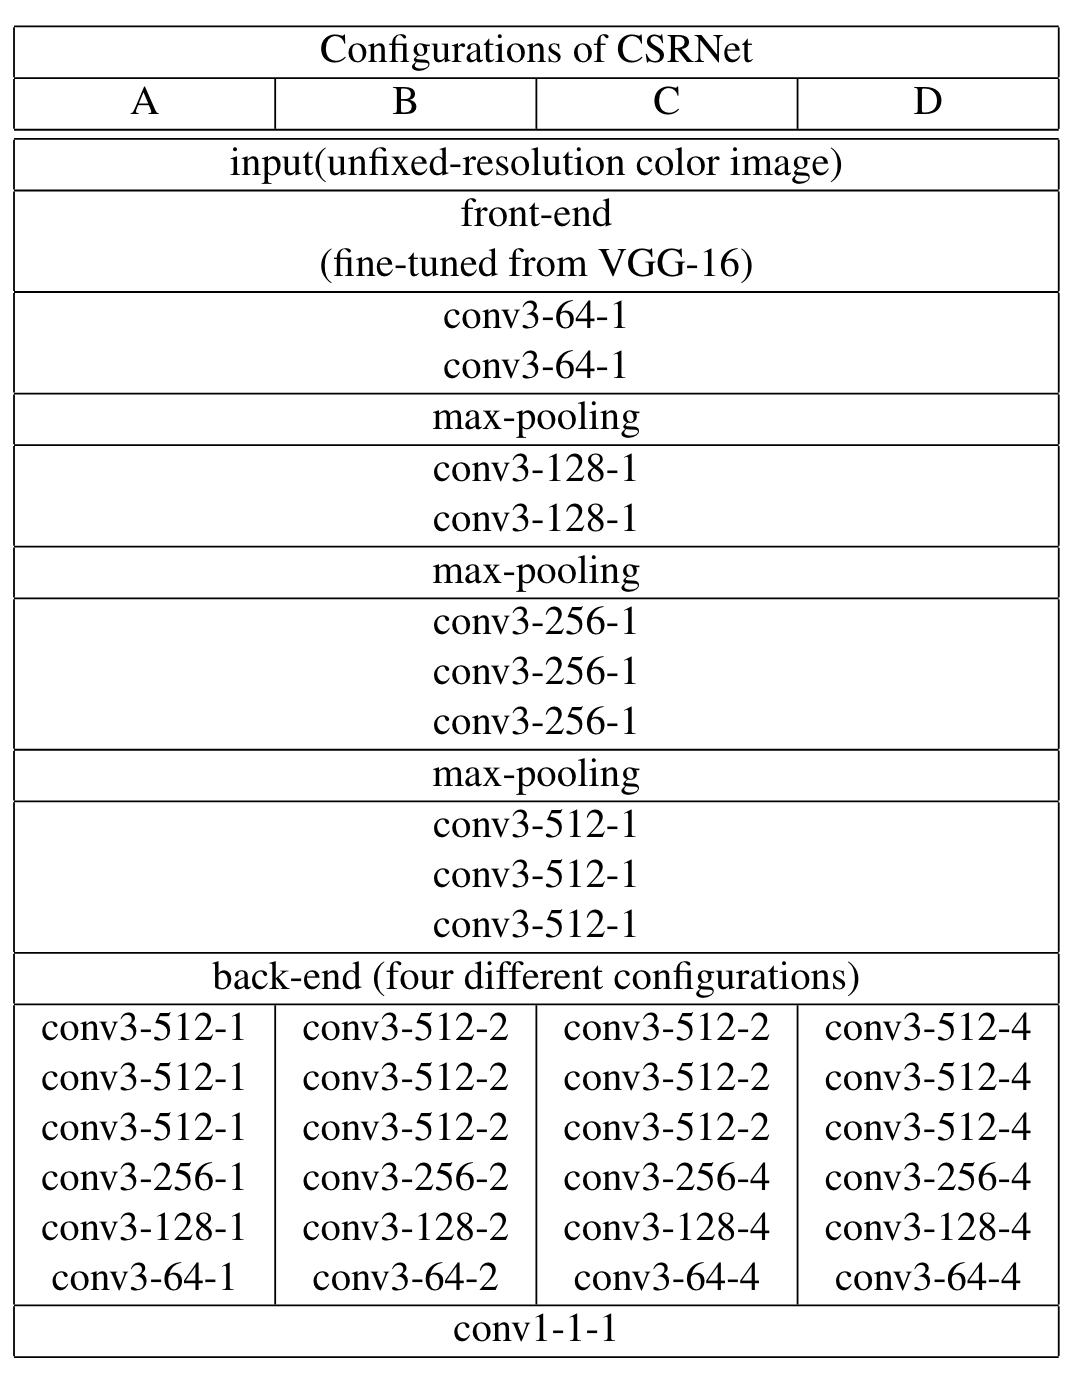 Configurations of CSRNet
A B C D
input(unfixed-resolution color image)
front-end
(fine-tuned from VGG-16)
conv3-64-1
conv3-64-1
max-pooling
conv3-128-1
conv3-128-1
max-pooling
conv3-256-1
conv3-256-1
conv3-256-1
max-pooling
conv3-512-1
conv3-512-1
conv3-512-1
back-end (four different configurations)
conv3-512-1 conv3-512-2 conv3-512-2 conv3-512-4
conv3-512-1 conv3-512-2 conv3-512-2 conv3-512-4
conv3-512-1 conv3-512-2 conv3-512-2 conv3-512-4
conv3-256-1 conv3-256-2 conv3-256-4 conv3-256-4
conv3-128-1 conv3-128-2 conv3-128-4 conv3-128-4
conv3-64-1 conv3-64-2 conv3-64-4 conv3-64-4
conv1-1-1